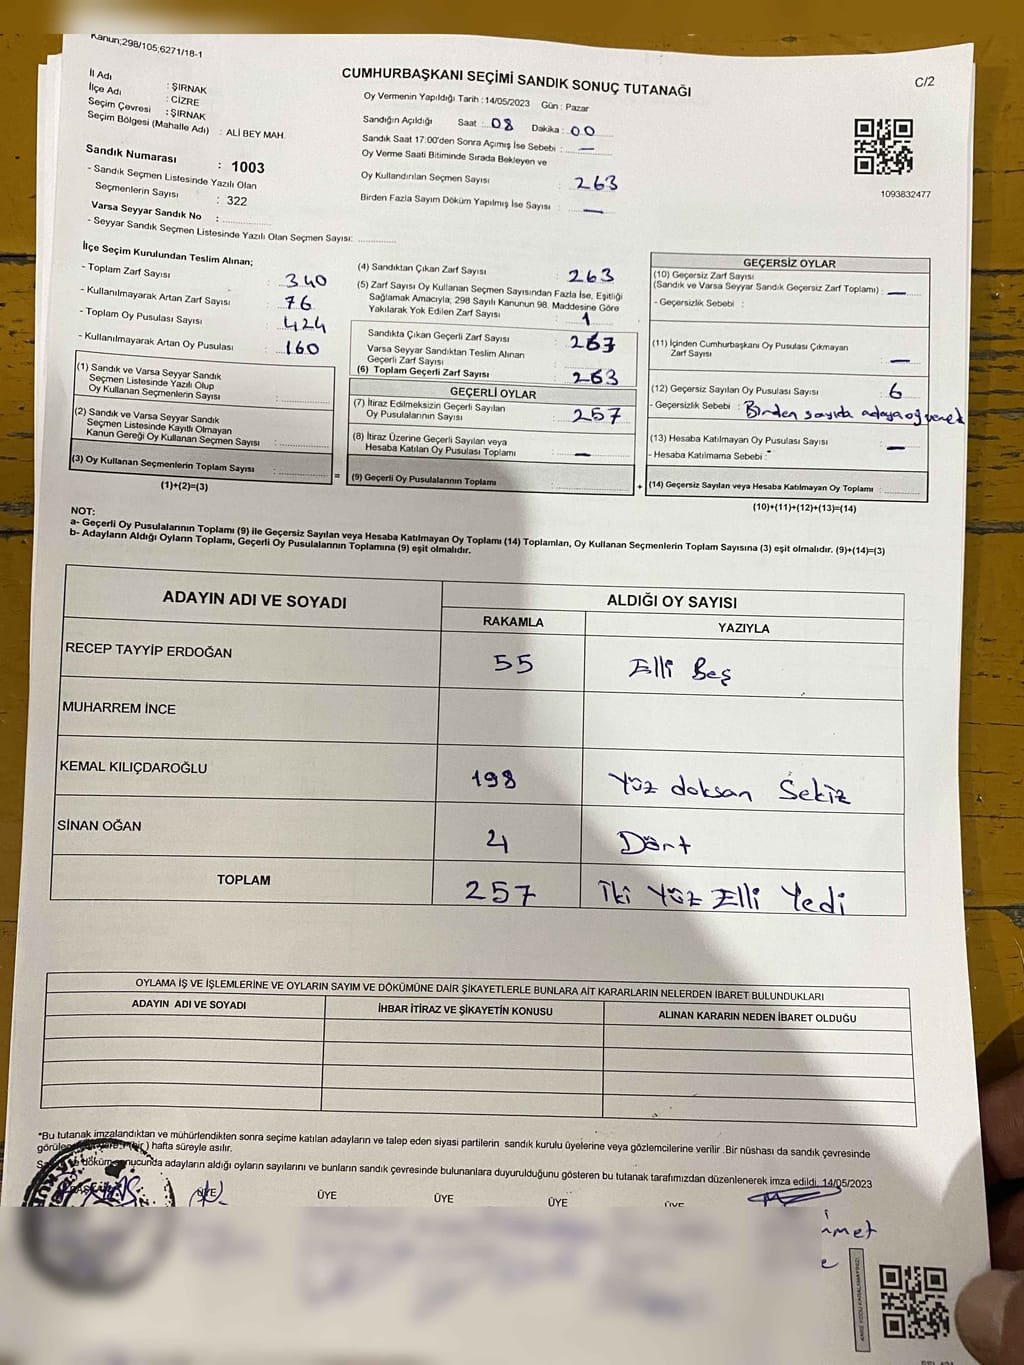 Kanun;298/105;6271/18-1
CUMHURBAŞKANI SEÇİMİ SANDIK SONUÇ TUTANAĞI
C/2
İl Adı : ŞIRNAK
İlçe Adı : CİZRE
Seçim Çevresi : ŞIRNAK
Seçim Bölgesi (Mahalle Adı) : ALİ BEY MAH.
Sandık Numarası : 1003
- Sandık Seçmen Listesinde Yazılı Olan
Seçmenlerin Sayısı : 322
Varsa Seyyar Sandık No :
- Seyyar Sandık Seçmen Listesinde Yazılı Olan Seçmen Sayısı:
Oy Vermenin Yapıldığı Tarih : 14/05/2023 Gün : Pazar
Sandığın Açıldığı Saat : 08 Dakika : 00
Sandık Saat 17:00'den Sonra Açımış İse Sebebi : —
Oy Verme Saati Bitiminde Sırada Bekleyen ve
Oy Kullandırılan Seçmen Sayısı : 263
Birden Fazla Sayım Döküm Yapılmış İse Sayısı : —
1093832477
İlçe Seçim Kurulundan Teslim Alınan;
- Toplam Zarf Sayısı : 340
- Kullanılmayarak Artan Zarf Sayısı : 76
- Toplam Oy Pusulası Sayısı : 424
- Kullanılmayarak Artan Oy Pusulası : 160
(1) Sandık ve Varsa Seyyar Sandık
Seçmen Listesinde Yazılı Olup
Oy Kullanan Seçmenlerin Sayısı :
(2) Sandık ve Varsa Seyyar Sandık
Seçmen Listesinde Kayıtlı Olmayan
Kanun Gereği Oy Kullanan Seçmen Sayısı :
(3) Oy Kullanan Seçmenlerin Toplam Sayısı :
(1)+(2)=(3)
=
(4) Sandıktan Çıkan Zarf Sayısı : 263
(5) Zarf Sayısı Oy Kullanan Seçmen Sayısından Fazla İse, Eşitliği
Sağlamak Amacıyla, 298 Sayılı Kanunun 98. Maddesine Göre
Yakılarak Yok Edilen Zarf Sayısı : 1
Sandıkta Çıkan Geçerli Zarf Sayısı : 263
Varsa Seyyar Sandıktan Teslim Alınan
Geçerli Zarf Sayısı
(6) Toplam Geçerli Zarf Sayısı : 263
GEÇERLİ OYLAR
(7) İtiraz Edilmeksizin Geçerli Sayılan
Oy Pusulalarının Sayısı : 257
(8) İtiraz Üzerine Geçerli Sayılan veya
Hesaba Katılan Oy Pusulası Toplamı : —
(9) Geçerli Oy Pusulalarının Toplamı :
+
GEÇERSİZ OYLAR
(10) Geçersiz Zarf Sayısı
(Sandık ve Varsa Seyyar Sandık Geçersiz Zarf Toplamı) : —
- Geçersizlik Sebebi :
(11) İçinden Cumhurbaşkanı Oy Pusulası Çıkmayan
Zarf Sayısı : —
(12) Geçersiz Sayılan Oy Pusulası Sayısı : 6
- Geçersizlik Sebebi : Birden sayıda adaya oy verek
(13) Hesaba Katılmayan Oy Pusulası Sayısı : —
- Hesaba Katılmama Sebebi :
(14) Geçersiz Sayılan veya Hesaba Katılmayan Oy Toplamı :
(10)+(11)+(12)+(13)=(14)
NOT:
a- Geçerli Oy Pusulalarının Toplamı (9) ile Geçersiz Sayılan veya Hesaba Katılmayan Oy Toplamı (14) Toplamları, Oy Kullanan Seçmenlerin Toplam Sayısına (3) eşit olmalıdır. (9)+(14)=(3)
b- Adayların Aldığı Oyların Toplamı, Geçerli Oy Pusulalarının Toplamına (9) eşit olmalıdır.
ADAYIN ADI VE SOYADI
ALDIĞI OY SAYISI
RAKAMLA YAZIYLA
RECEP TAYYİP ERDOĞAN 55 Elli Beş
MUHARREM İNCE
KEMAL KILIÇDAROĞLU 198 Yüz doksan Sekiz
SİNAN OĞAN 4 Dört
TOPLAM 257 İki Yüz Elli Yedi
OYLAMA İŞ VE İŞLEMLERİNE VE OYLARIN SAYIM VE DÖKÜMÜNE DAİR ŞİKAYETLERLE BUNLARA AİT KARARLARIN NELERDEN İBARET BULUNDUKLARI
ADAYIN ADI VE SOYADI İHBAR İTİRAZ VE ŞİKAYETİN KONUSU ALINAN KARARIN NEDEN İBARET OLDUĞU
*Bu tutanak imzalandıktan ve mühürlendikten sonra seçime katılan adayların ve talep eden siyasi partilerin sandık kurulu üyelerine veya gözlemcilerine verilir .Bir nüshası da sandık çevresinde
(bir ) hafta süreyle asılır.
adayların aldığı oyların sayılarını ve bunların sandık çevresinde bulunanlara duyurulduğunu gösteren bu tutanak tarafımızdan düzenlenerek imza edildi. 14/05/2023
ÜYE ÜYE ÜYE ÜYE ÜYE